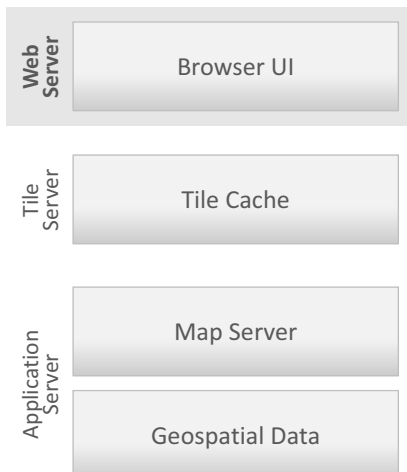 Web
Server
Browser UI
Tile
Server
Tile Cache
Application
Server
Map Server
Geospatial Data